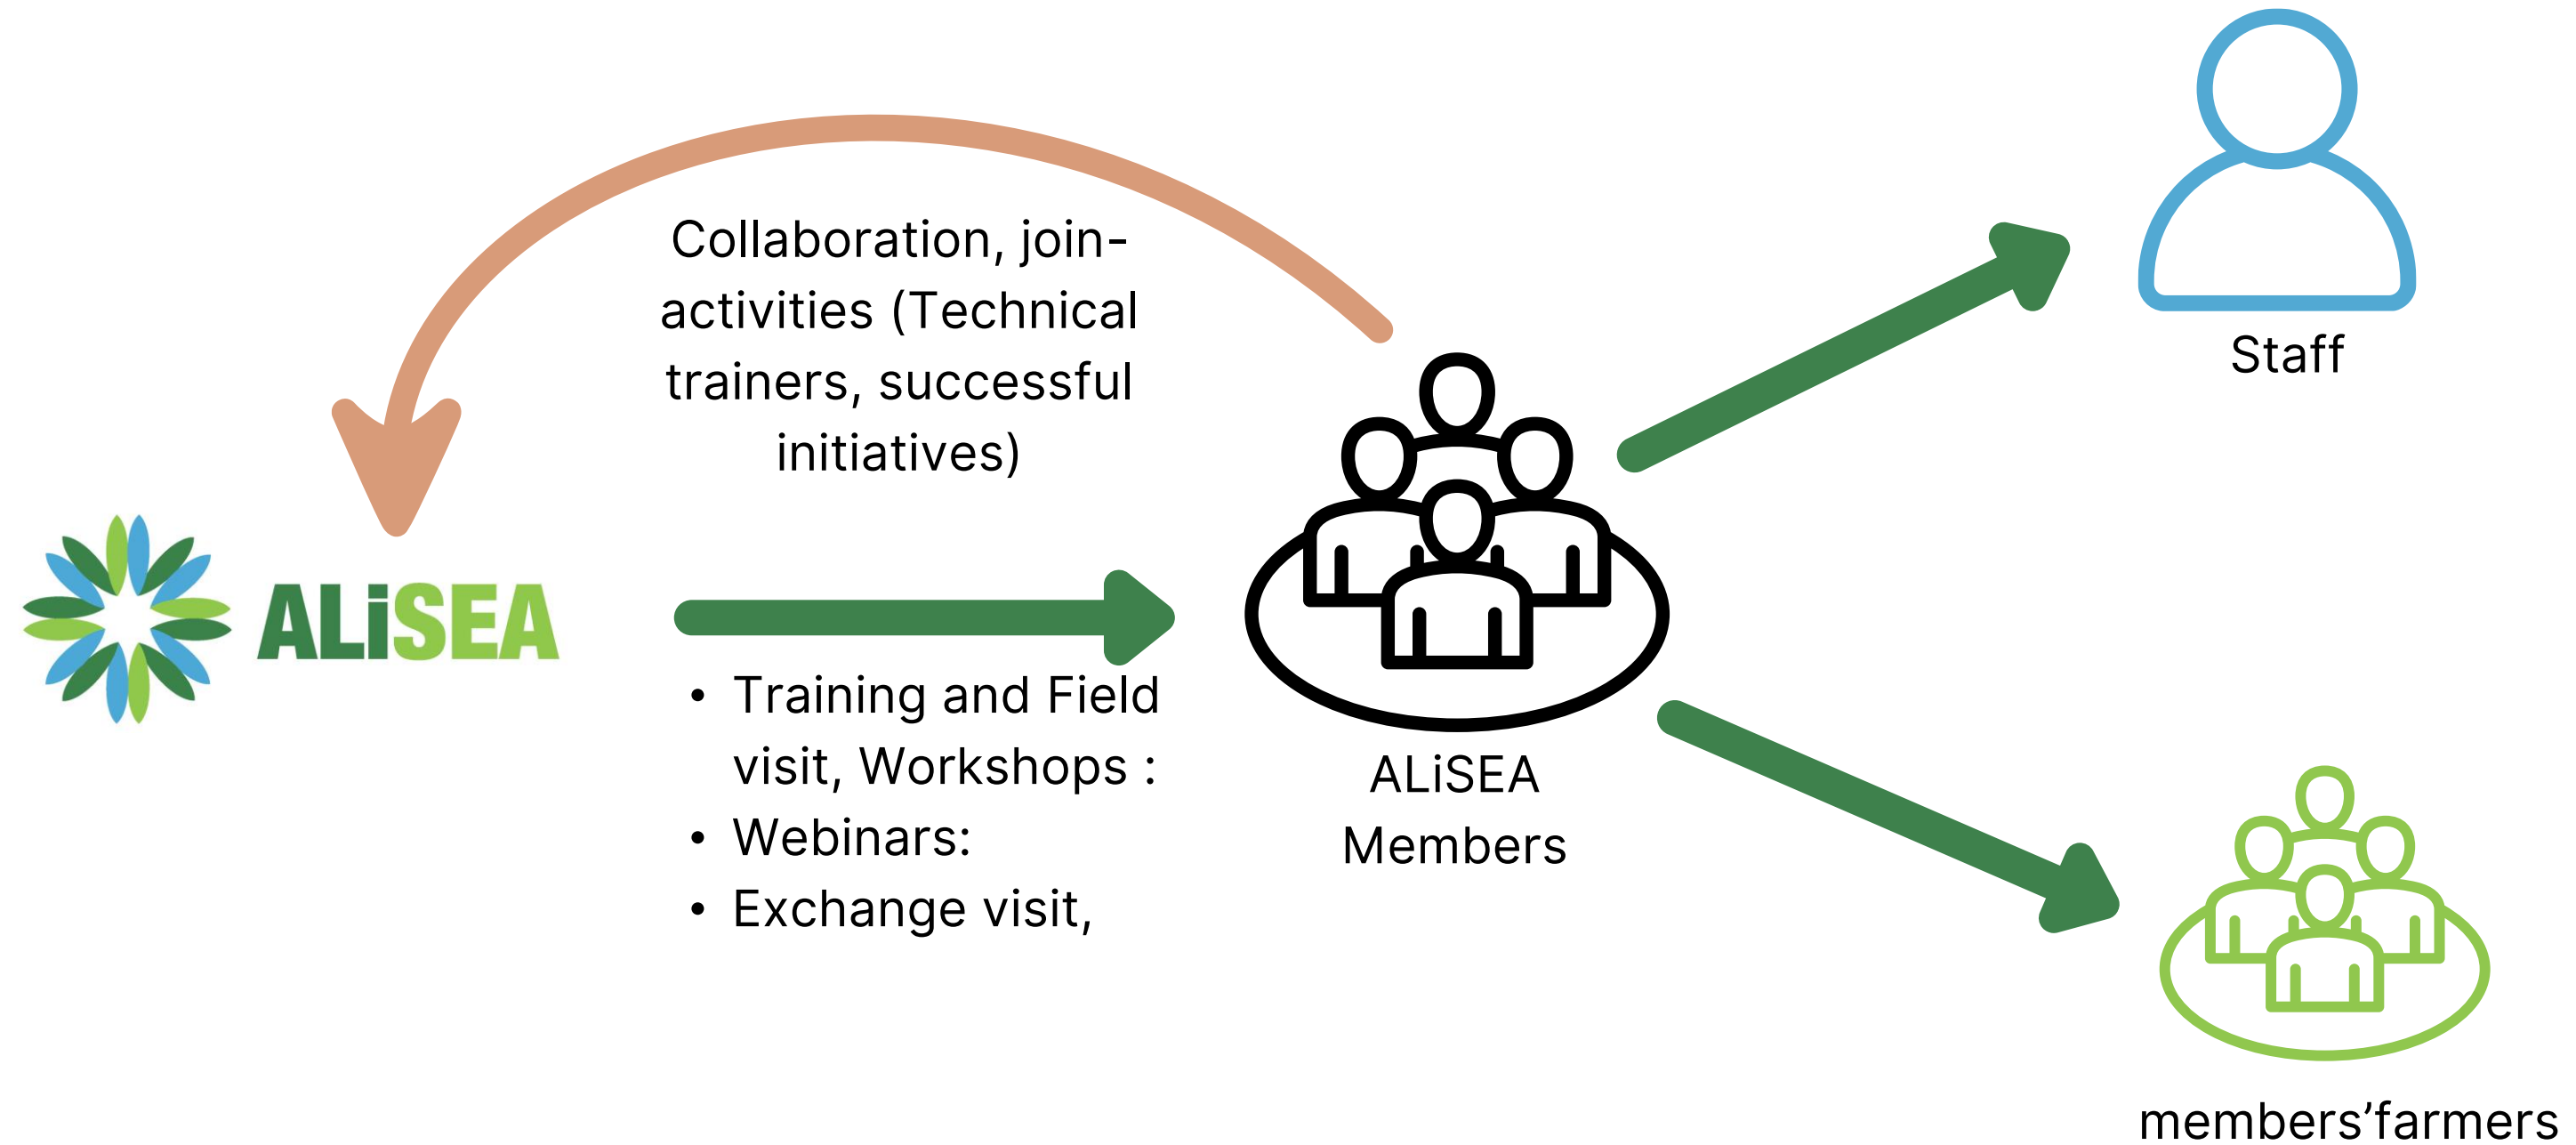 Collaboration, join-
activities (Technical
trainers, successful
initiatives)
Staff
ALiSEA
• Training and Field
visit, Workshops :
• Webinars:
• Exchange visit,
ALiSEA
Members
members’farmers